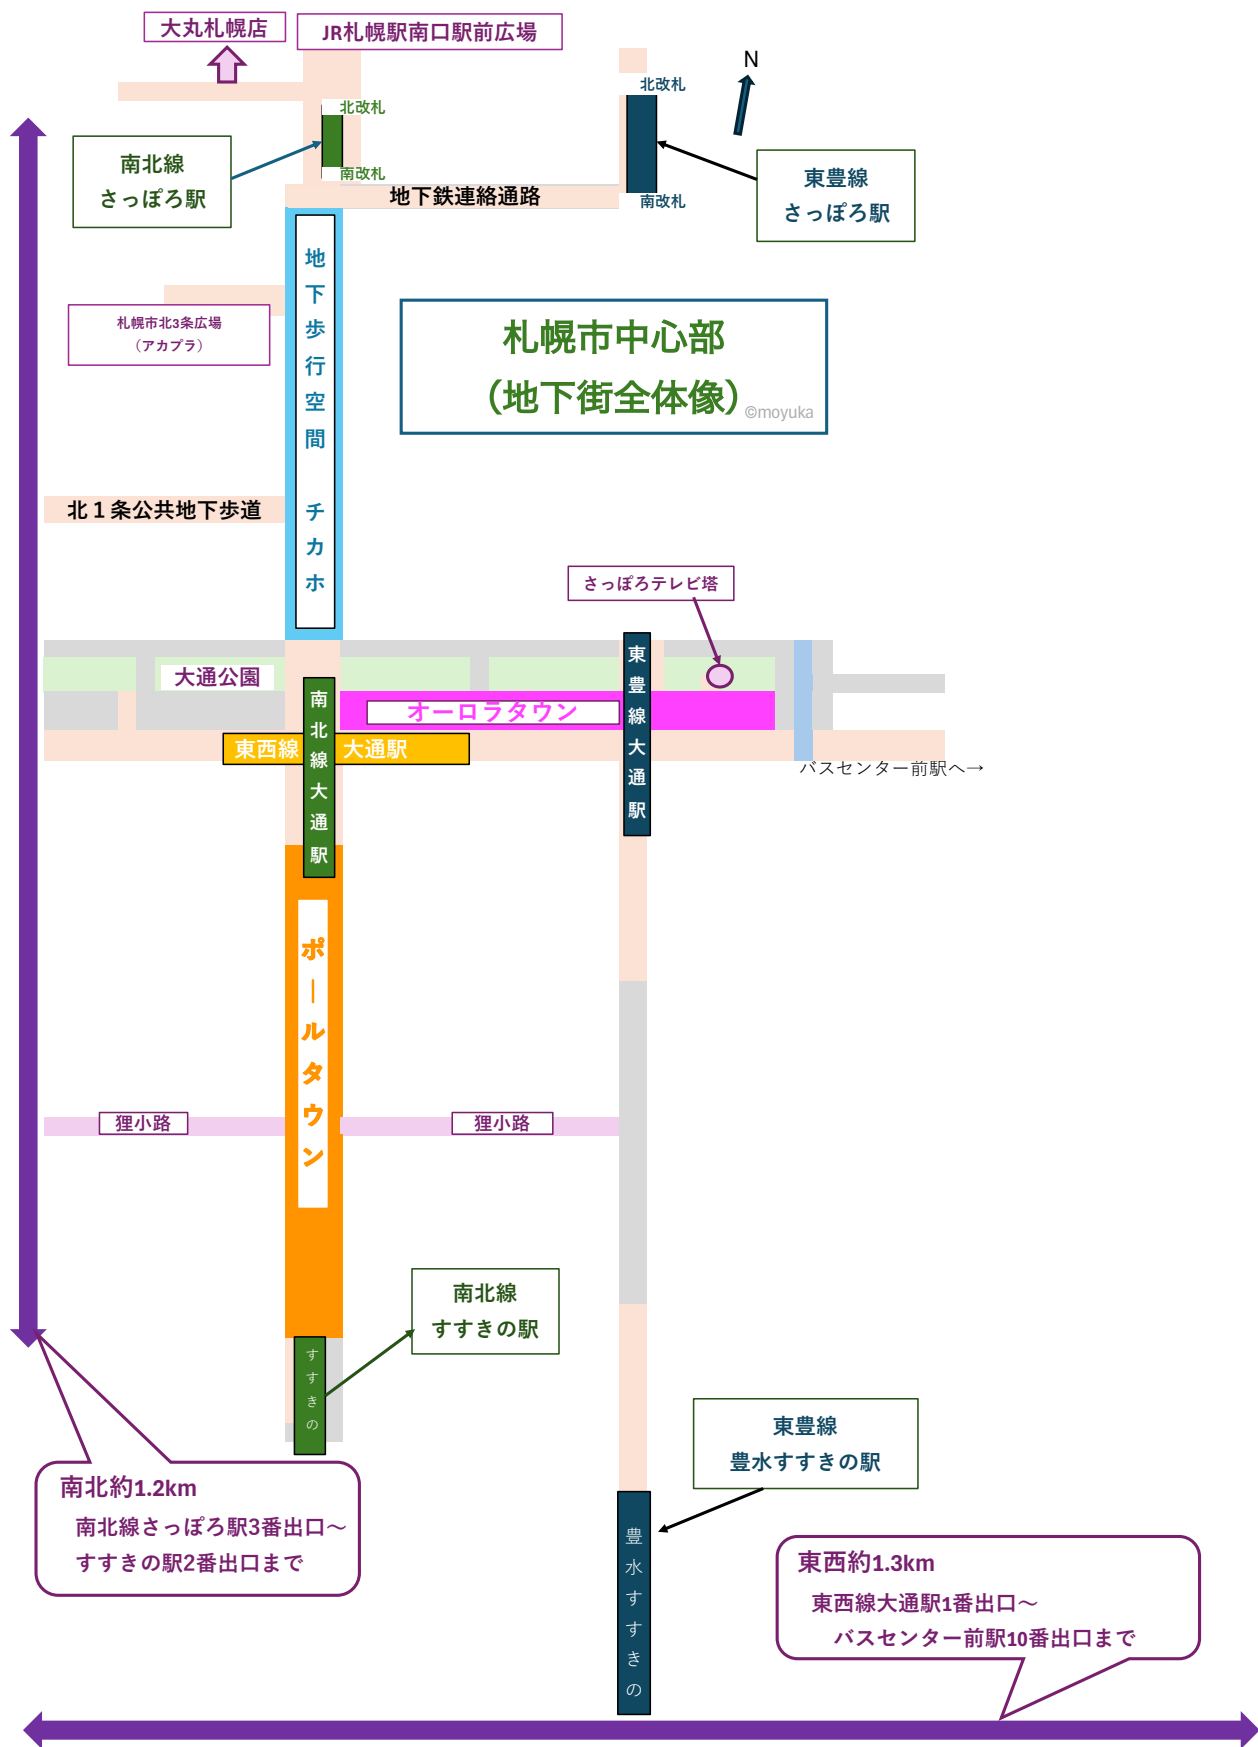 大丸札幌店
JR札幌駅南口駅前広場
N
北改札
北改札
南北線
さっぽろ駅
南改札
東豊線
さっぽろ駅
地下鉄連絡通路
南改札
地下歩行空間 チカホ
札幌市北3条広場
（アカプラ）
札幌市中心部
（地下街全体像）
©moyuka
北１条公共地下歩道
さっぽろテレビ塔
大通公園
南北線大通駅
オーロラタウン
東豊線大通駅
東西線 大通駅
バスセンター前駅へ→
ポールタウン
狸小路
狸小路
南北線
すすきの駅
すすきの
東豊線
豊水すすきの駅
南北約1.2km
南北線さっぽろ駅3番出口～
すすきの駅2番出口まで
豊水すすきの
東西約1.3km
東西線大通駅1番出口～
バスセンター前駅10番出口まで